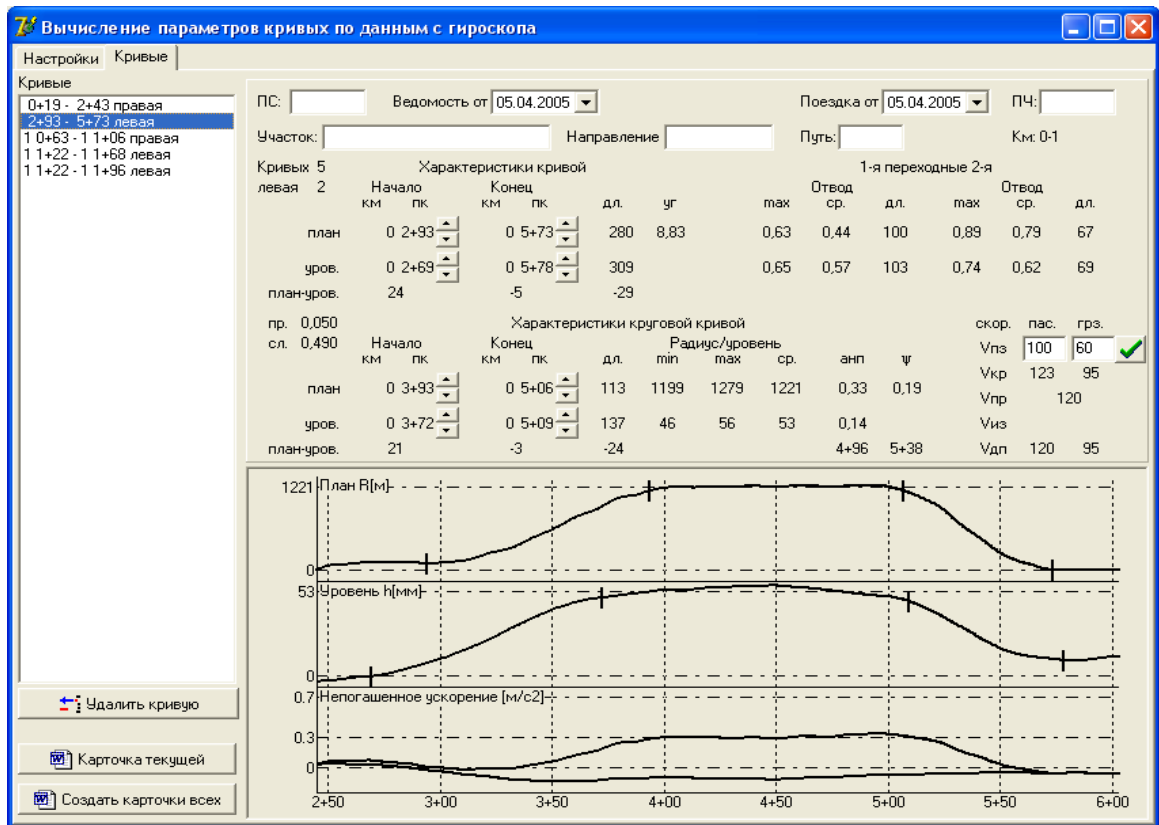 Вычисление параметров кривых по данным с гироскопа
Настройки Кривые
Кривые
0+19 - 2+43 правая
2+93 - 5+73 левая
1 0+63 - 1 1+06 правая
1 1+22 - 1 1+68 левая
1 1+22 - 1 1+96 левая
Удалить кривую
Карточка текущей
Создать карточки всех
ПС: Ведомость от 05.04.2005 Поездка от 05.04.2005 ПЧ:
Участок: Направление Путь: Км: 0-1
Кривых 5 Характеристики кривой 1-я переходные 2-я
левая 2 Начало Конец Отвод Отвод
км пк км пк дл. уг max ср. дл. max ср. дл.
план 0 2+93 0 5+73 280 8,83 0,63 0,44 100 0,89 0,79 67
уров. 0 2+69 0 5+78 309 0,65 0,57 103 0,74 0,62 69
план-уров. 24 -5 -29
пр. 0,050 Характеристики круговой кривой скор. пас. грз.
сл. 0,490 Начало Конец Радиус/уровень Vпз 100 60
км пк км пк дл. min max ср. анп ψ
Vкр 123 95
план 0 3+93 0 5+06 113 1199 1279 1221 0,33 0,19
Vпр 120
уров. 0 3+72 0 5+09 137 46 56 53 0,14 Vиз
план-уров. 21 -3 -24 4+96 5+38 Vдп 120 95
1221 План R[м]
0
53 Уровень h[мм]
0
0.7 Непогашенное ускорение [м/с2]
0.3
0
2+50 3+00 3+50 4+00 4+50 5+00 5+50 6+00